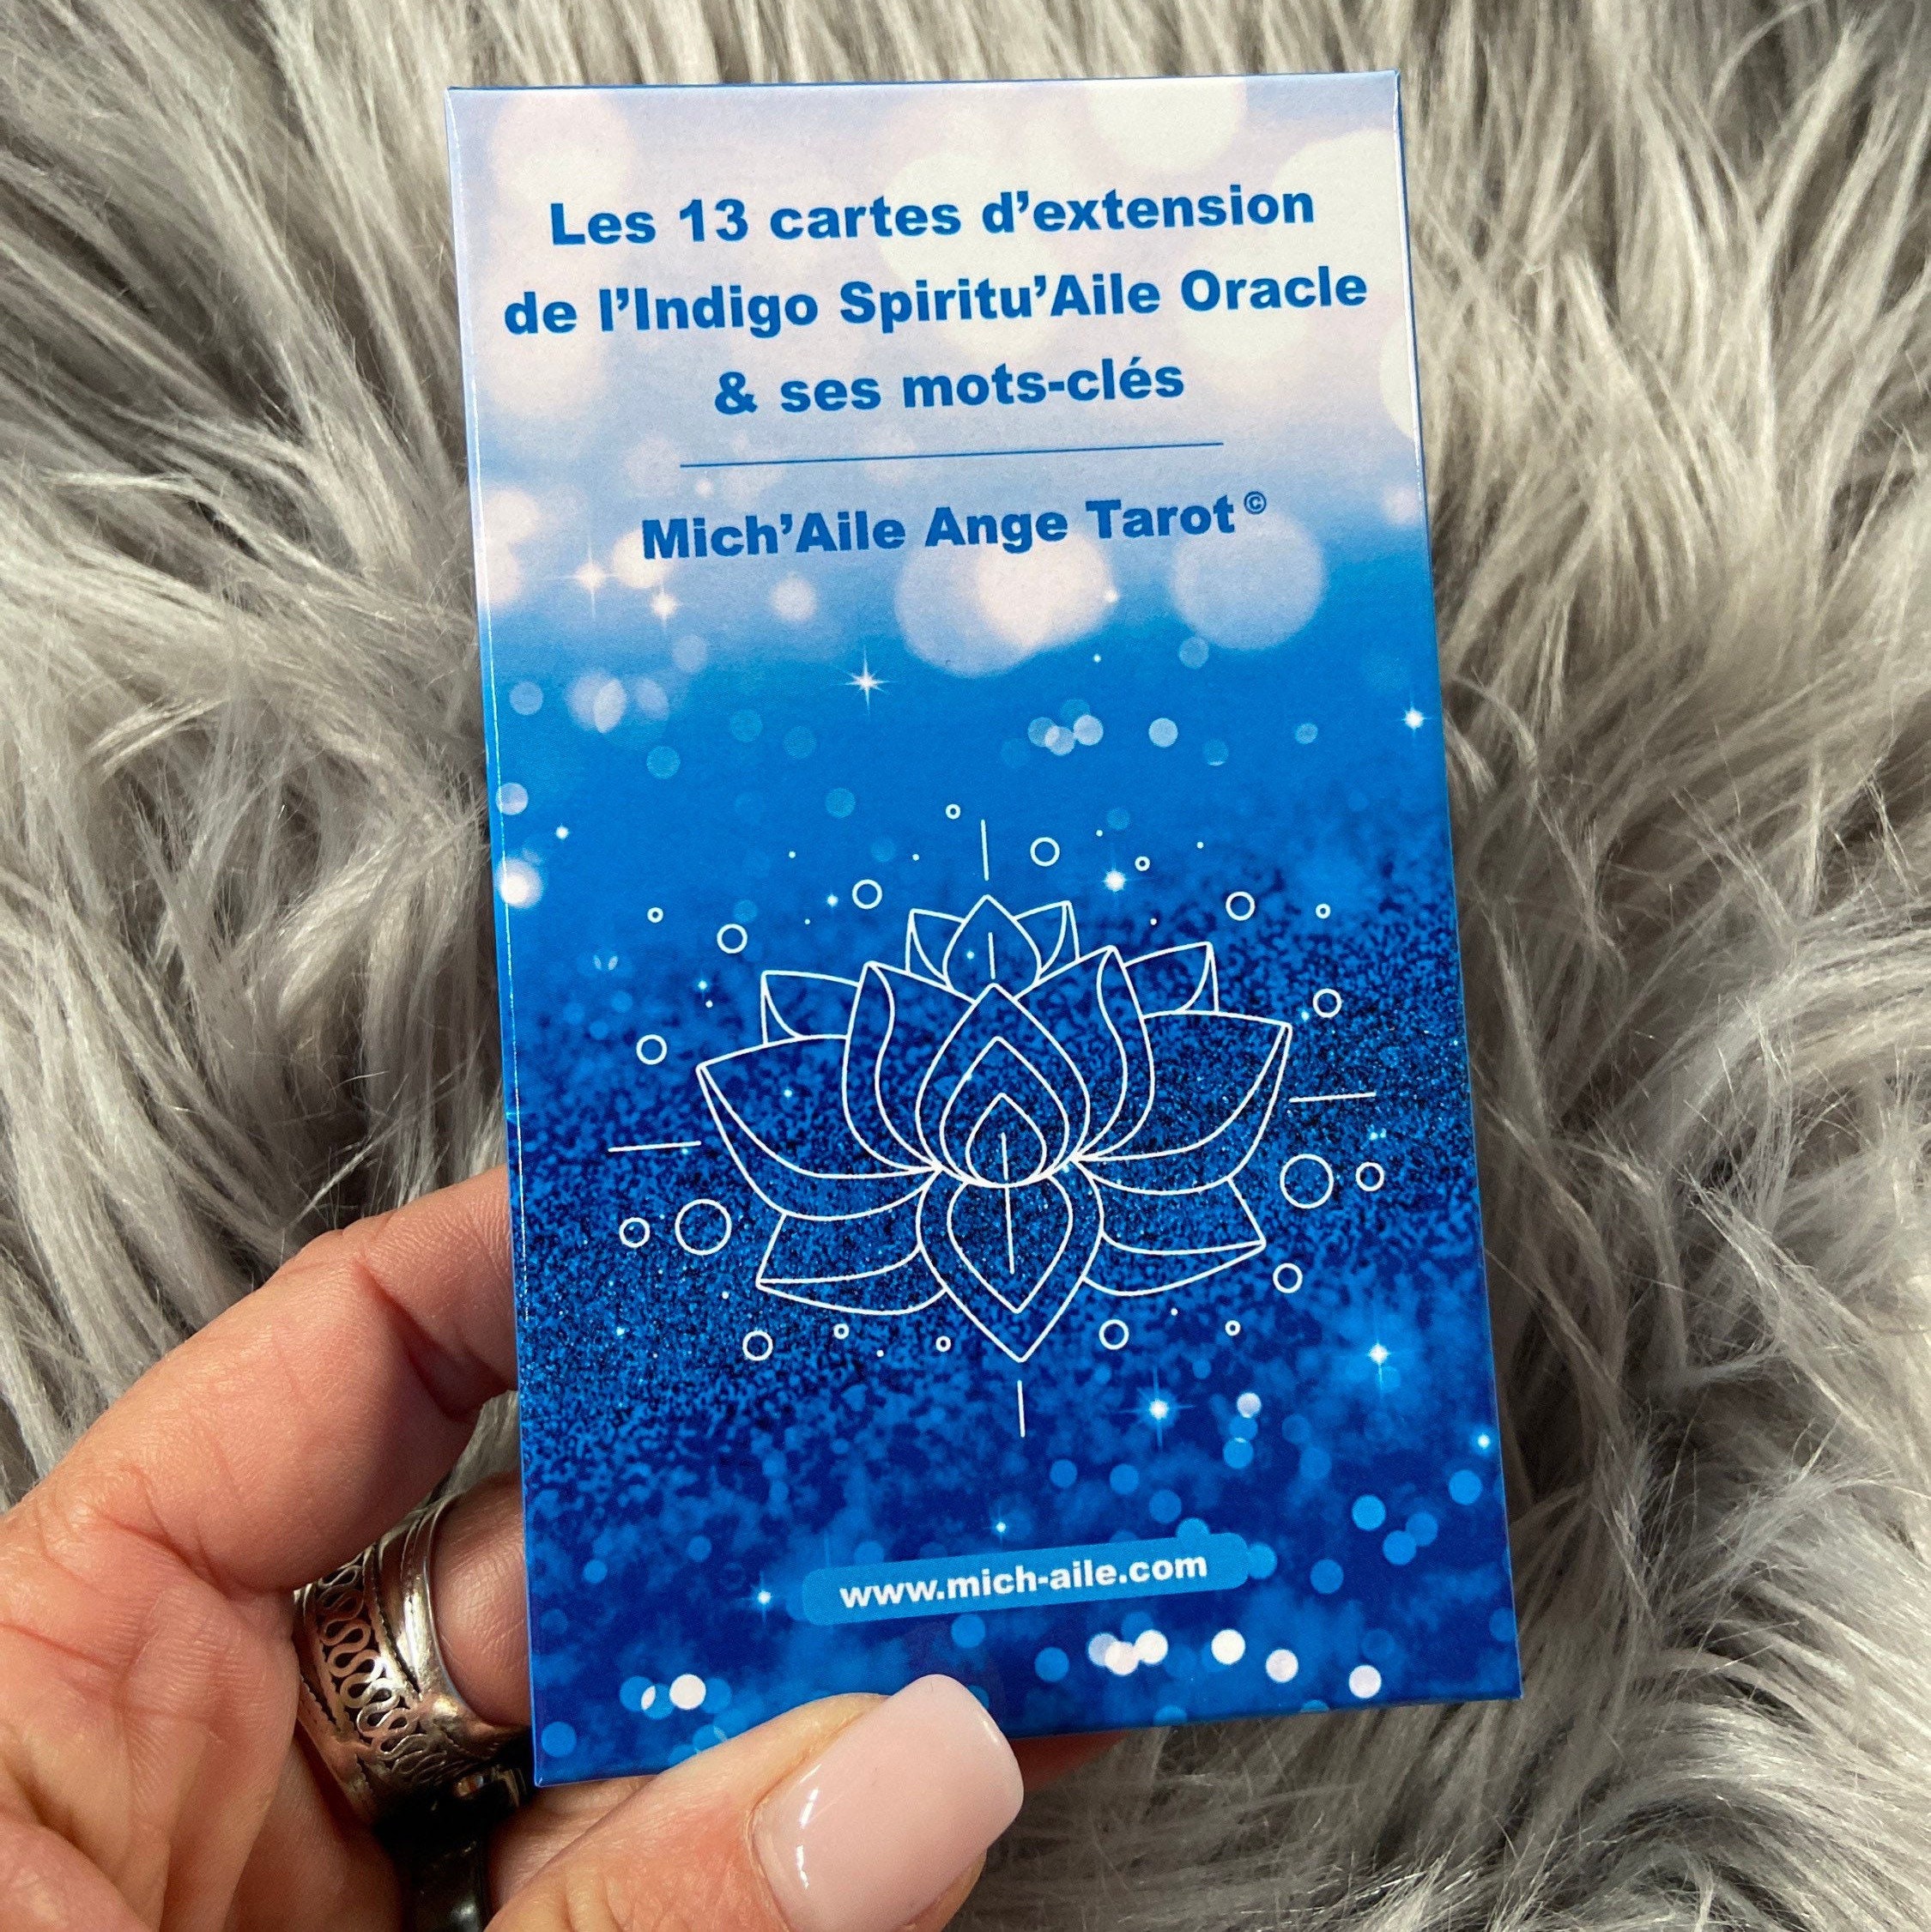 Les 13 cartes d’extension
de l’Indigo Spiritu’Aile Oracle
& ses mots-clés
Mich’Aile Ange Tarot©
www.mich-aile.com